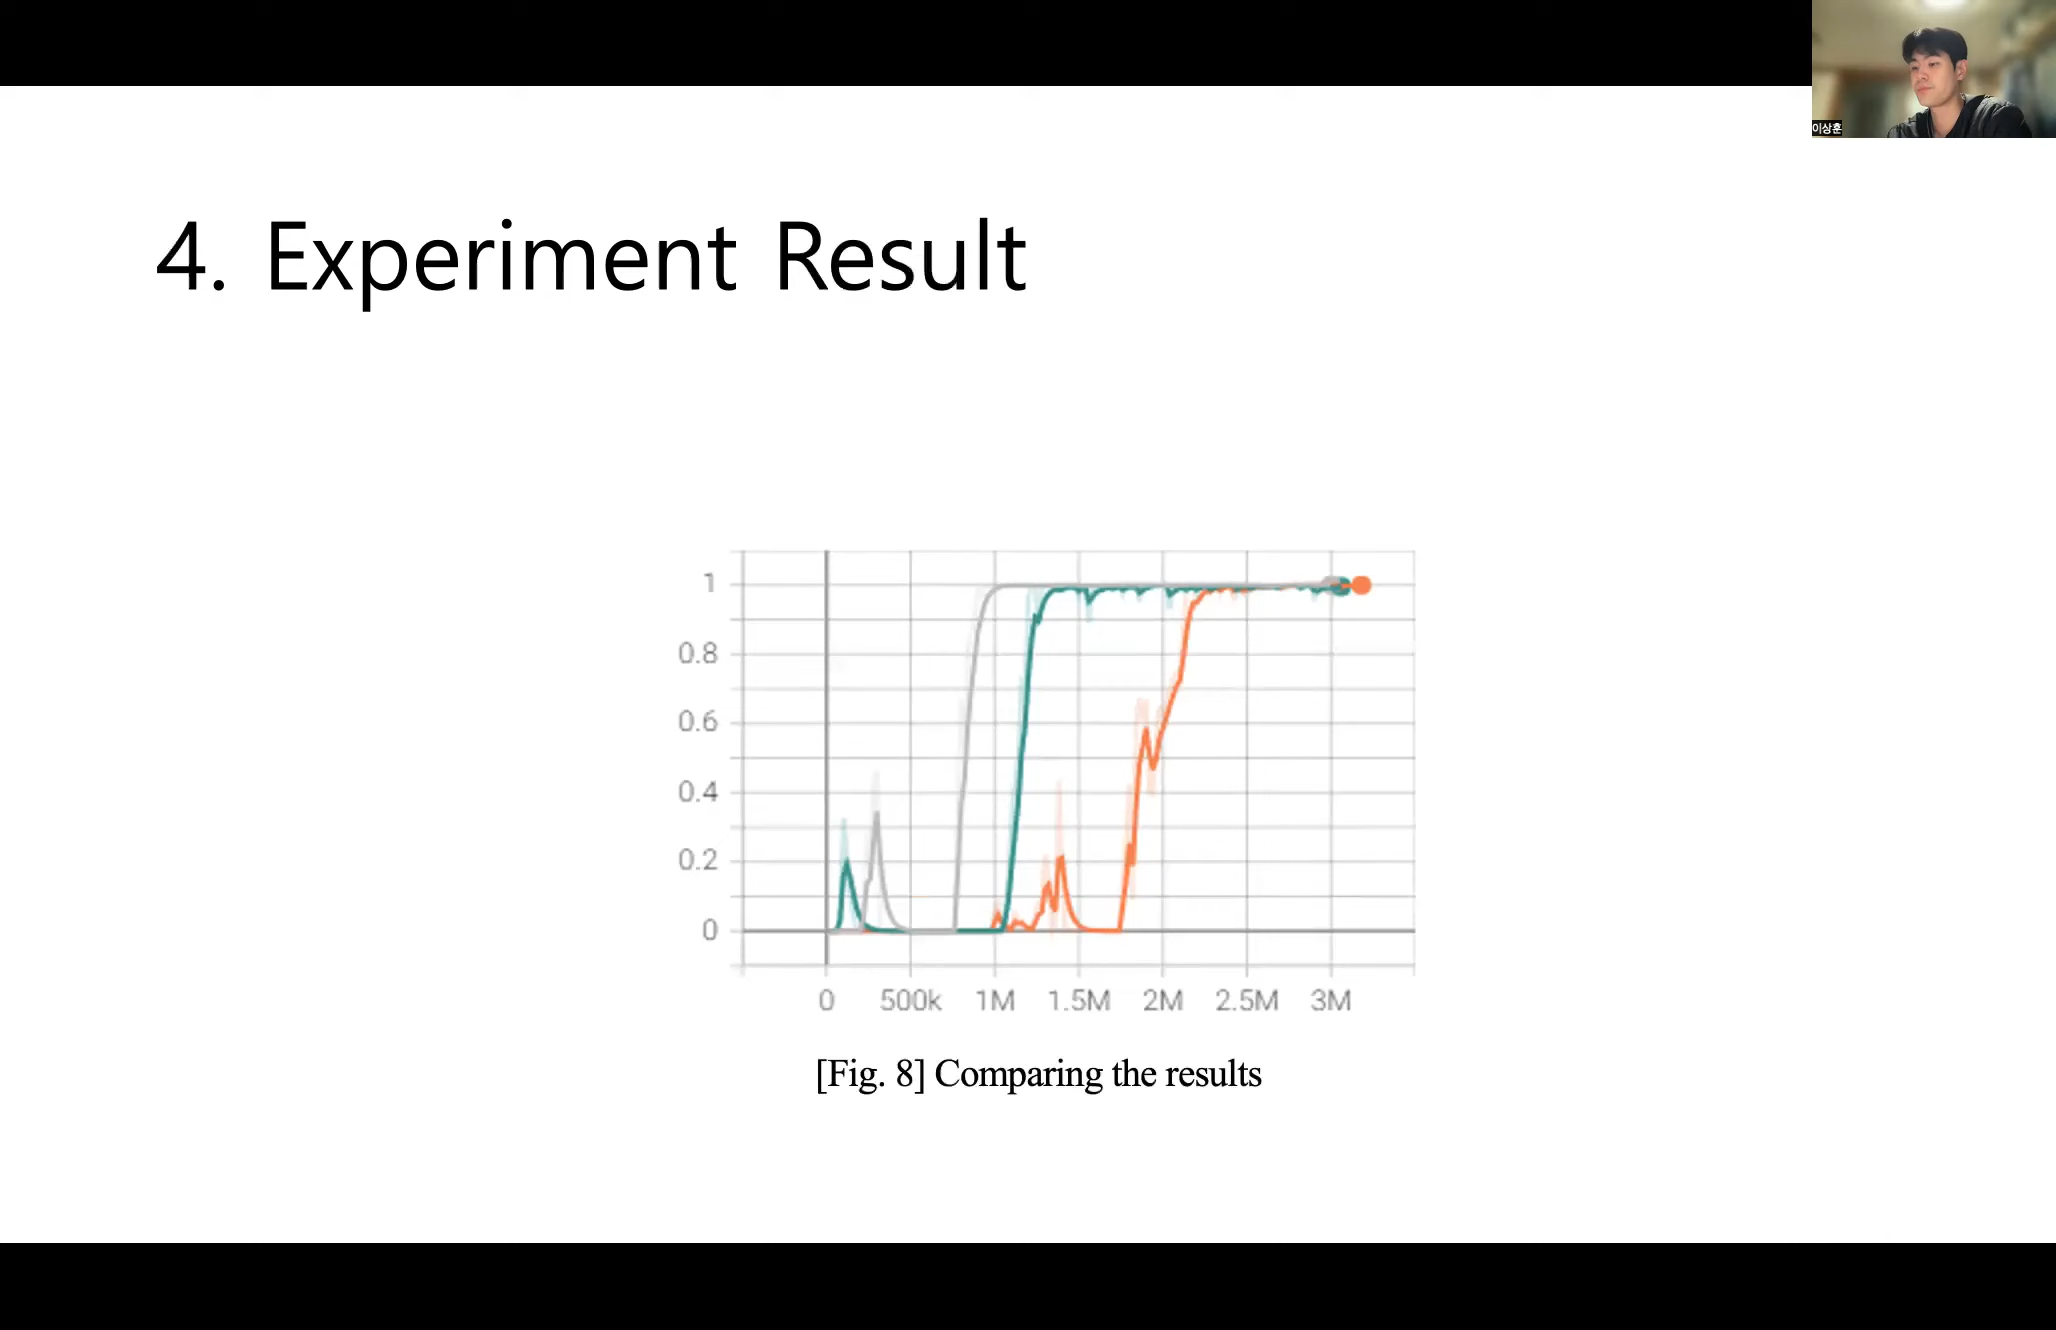 이상훈
4. Experiment Result
1
0.8
0.6
0.4
0.2
0
0 500k 1M 1.5M 2M 2.5M 3M
[Fig. 8] Comparing the results